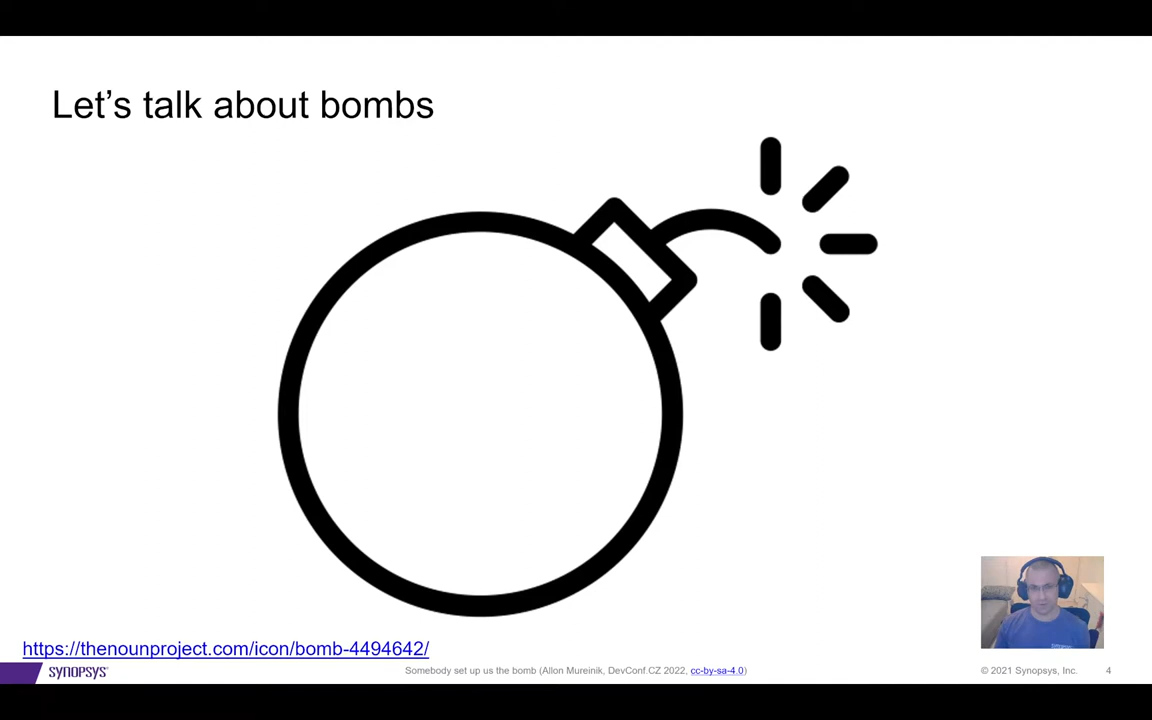 Let’s talk about bombs
https://thenounproject.com/icon/bomb-4494642/
SYNOPSYS®
Somebody set up us the bomb (Allon Mureinik, DevConf.CZ 2022, cc-by-sa-4.0)
© 2021 Synopsys, Inc.
4